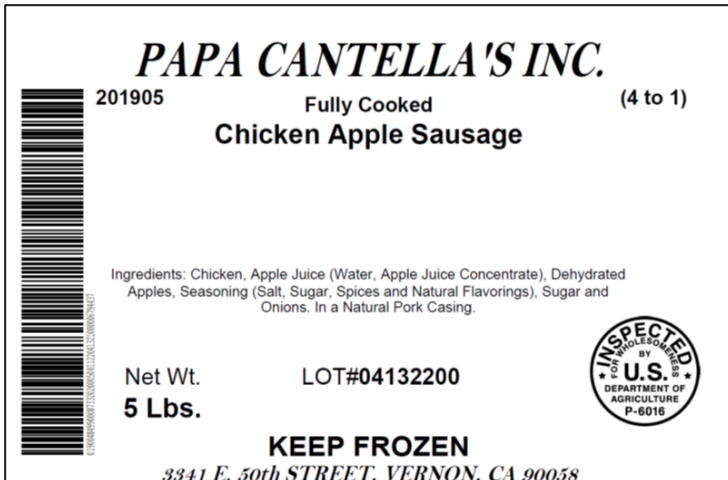 PAPA CANTELLA'S INC.
201905
Fully Cooked
(4 to 1)
Chicken Apple Sausage
Ingredients: Chicken, Apple Juice (Water, Apple Juice Concentrate), Dehydrated
Apples, Seasoning (Salt, Sugar, Spices and Natural Flavorings), Sugar and
Onions. In a Natural Pork Casing.
INSPECTED
FOR WHOLESOMENESS
BY
U.S.
DEPARTMENT OF
AGRICULTURE
P-6016
Net Wt.
LOT#04132200
5 Lbs.
KEEP FROZEN
3341 E. 50th STREET, VERNON, CA 90058